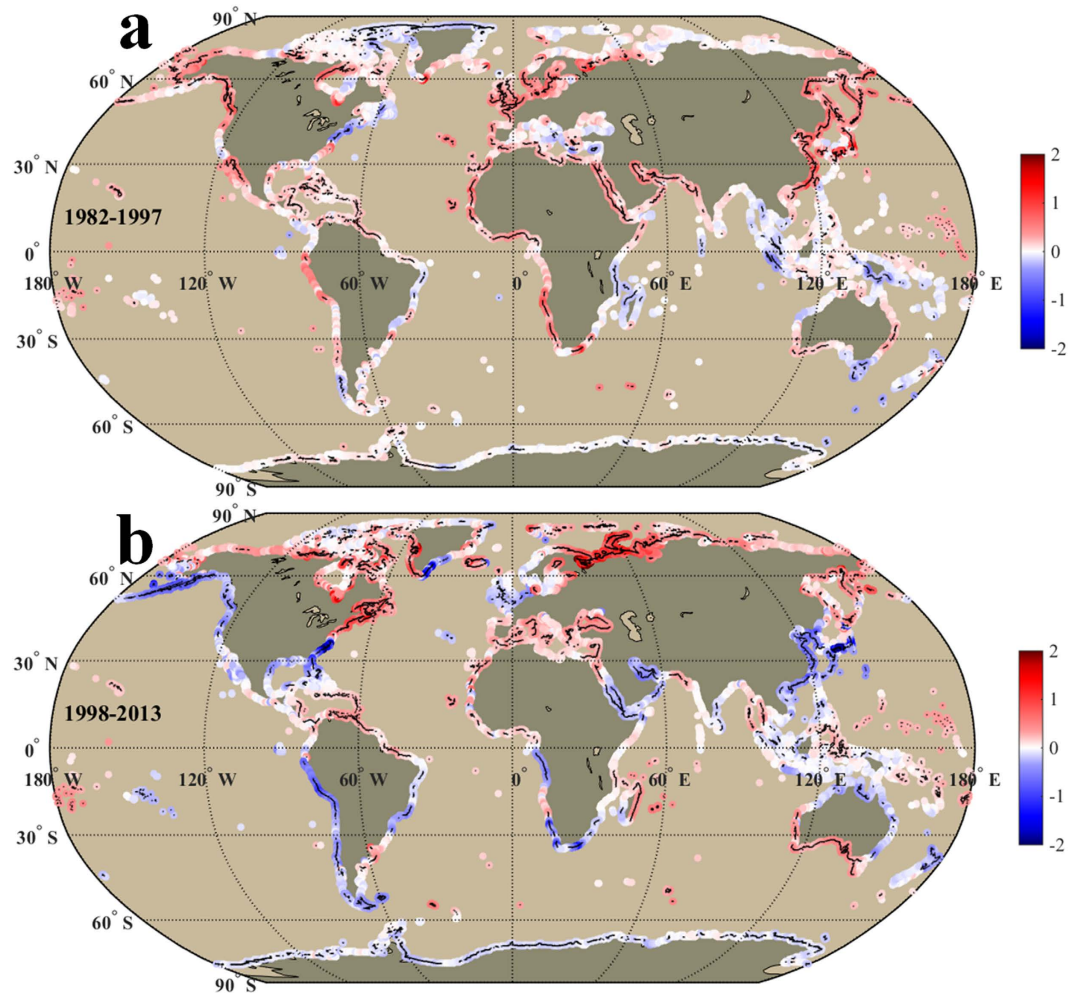 a
90° N
60° N
30° N
1982-1997
0°
180° W
120° W
60° W
0°
60° E
120° E
180° E
30° S
60° S
90° S
2
1
0
-1
-2
b
90° N
60° N
30° N
1998-2013
0°
180° W
120° W
60° W
0°
60° E
120° E
180° E
30° S
60° S
90° S
2
1
0
-1
-2